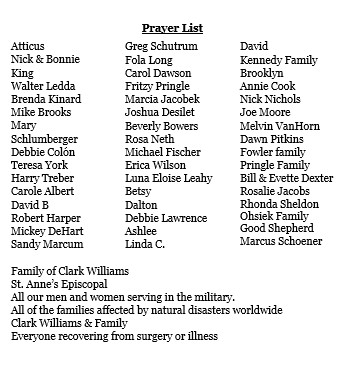 Prayer List
Atticus
Nick & Bonnie
King
Walter Ledda
Brenda Kinard
Mike Brooks
Mary
Schlumberger
Debbie Colón
Teresa York
Harry Treber
Carole Albert
David B
Robert Harper
Mickey DeHart
Sandy Marcum
Greg Schutrum
Fola Long
Carol Dawson
Fritzy Pringle
Marcia Jacobek
Joshua Desilet
Beverly Bowers
Rosa Neth
Michael Fischer
Erica Wilson
Luna Eloise Leahy
Betsy
Dalton
Debbie Lawrence
Ashlee
Linda C.
David
Kennedy Family
Brooklyn
Annie Cook
Nick Nichols
Joe Moore
Melvin VanHorn
Dawn Pitkins
Fowler family
Pringle Family
Bill & Evette Dexter
Rosalie Jacobs
Rhonda Sheldon
Ohsiek Family
Good Shepherd
Marcus Schoener
Family of Clark Williams
St. Anne's Episcopal
All our men and women serving in the military.
All of the families affected by natural disasters worldwide
Clark Williams & Family
Everyone recovering from surgery or illness